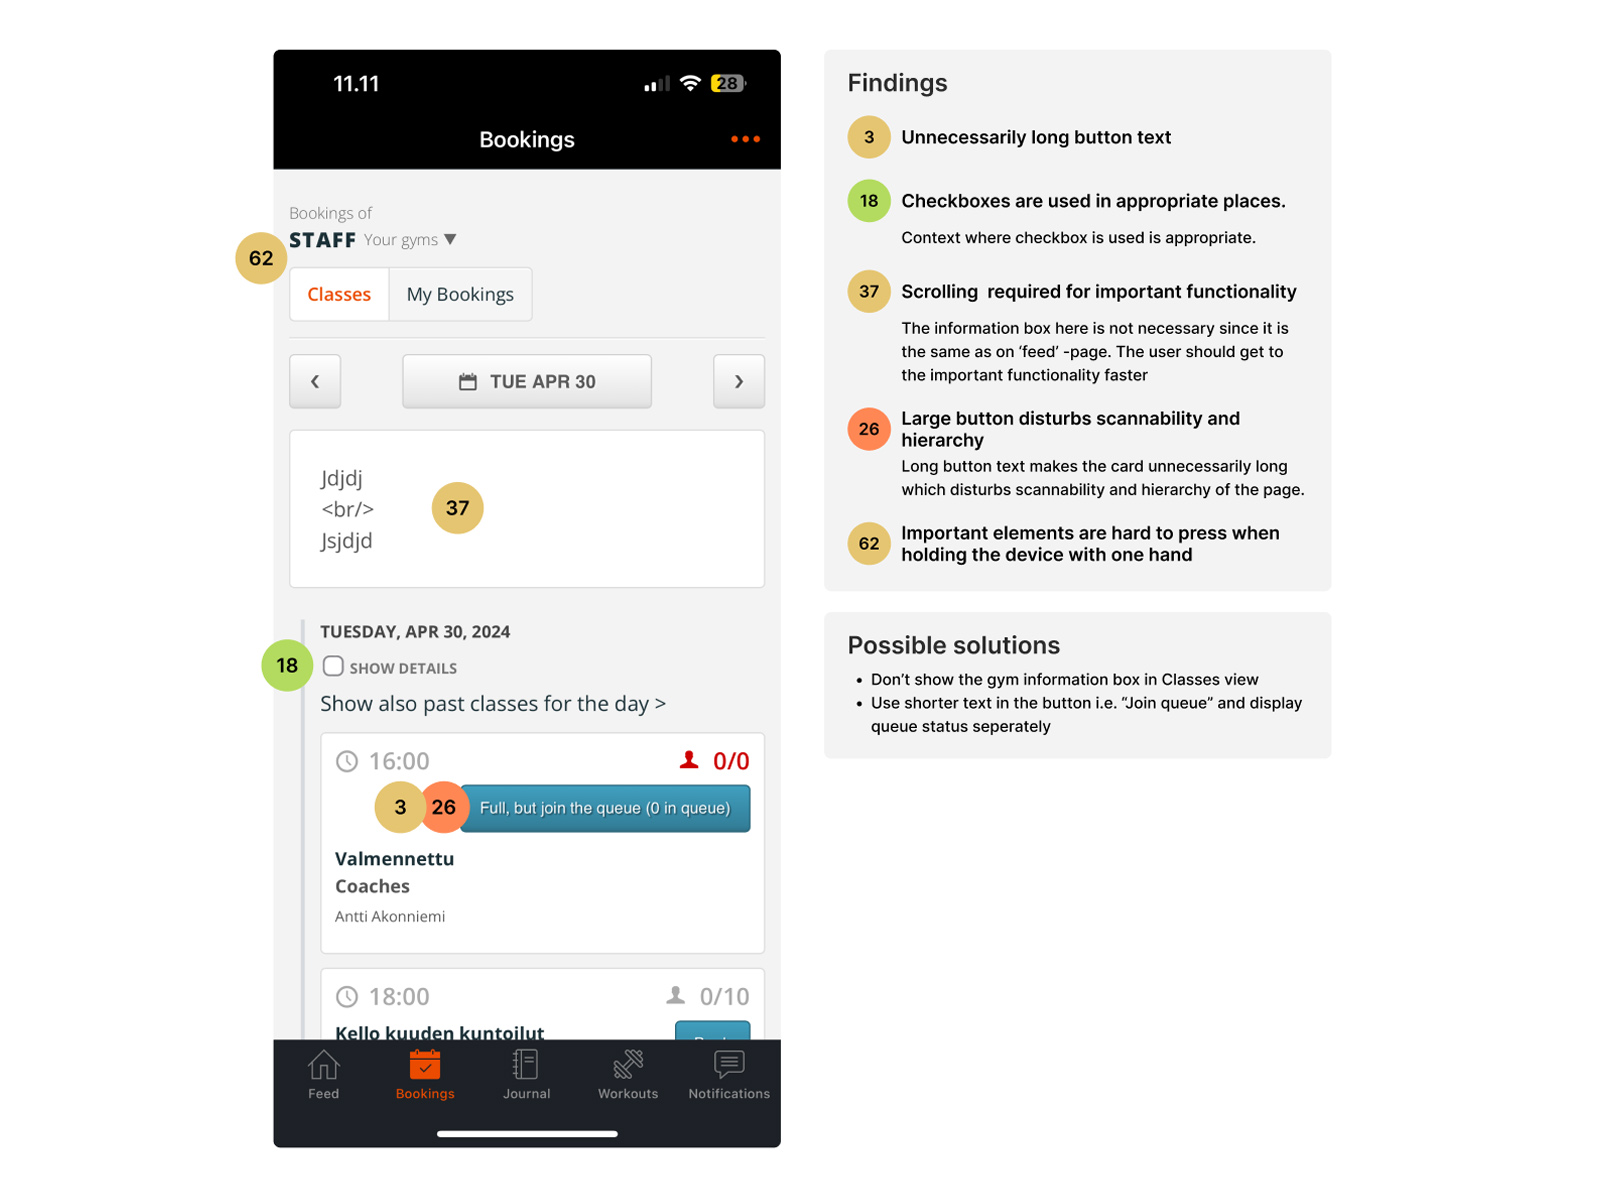 11.11
28
Bookings
Bookings of
STAFF Your gyms ▼
62
Classes
My Bookings
TUE APR 30
Jdjdj
<br/>
Jsjdjd
37
TUESDAY, APR 30, 2024
18
SHOW DETAILS
Show also past classes for the day >
16:00
0/0
3
26
Full, but join the queue (0 in queue)
Valmennettu
Coaches
Antti Akonniemi
18:00
0/10
Kello kuuden kuntoilut
Feed
Bookings
Journal
Workouts
Notifications
Findings
3 Unnecessarily long button text
18 Checkboxes are used in appropriate places.
Context where checkbox is used is appropriate.
37 Scrolling  required for important functionality
The information box here is not necessary since it is
the same as on ‘feed’ -page. The user should get to
the important functionality faster
26 Large button disturbs scannability and
hierarchy
Long button text makes the card unnecessarily long
which disturbs scannability and hierarchy of the page.
62 Important elements are hard to press when
holding the device with one hand
Possible solutions
• Don’t show the gym information box in Classes view
• Use shorter text in the button i.e. “Join queue” and display
queue status seperately